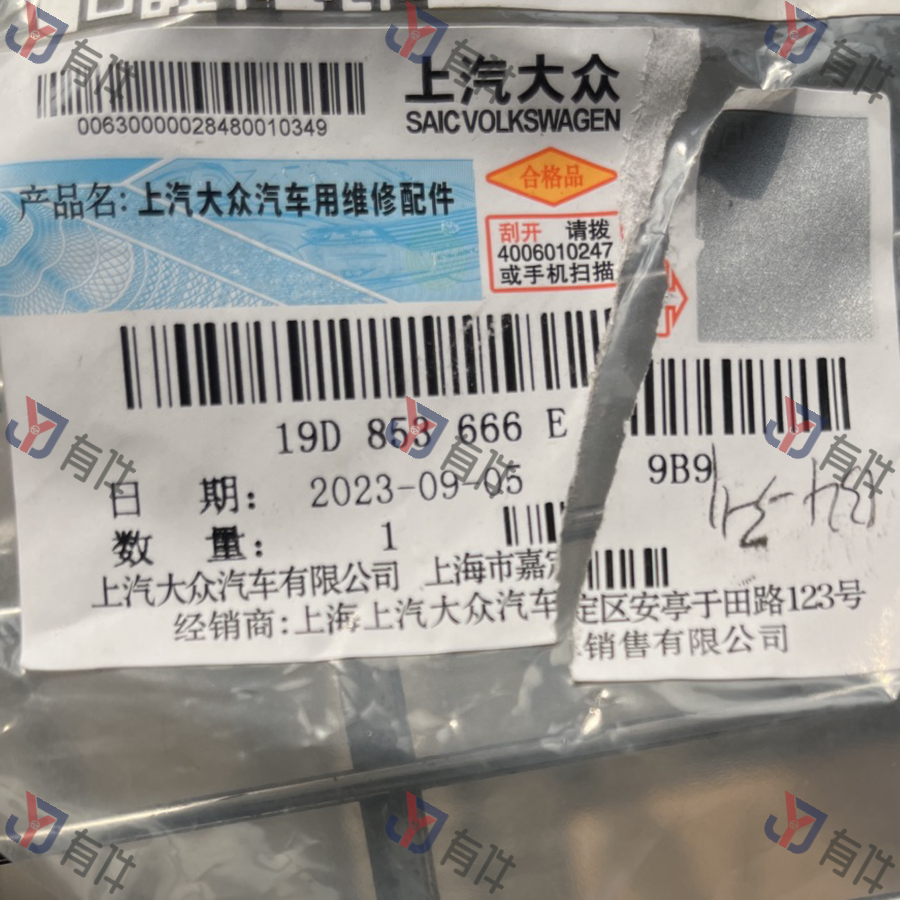 00630000028480010349
上汽大众
SAIC VOLKSWAGEN
产品名: 上汽大众汽车用维修配件
合格品
刮开 请拨
4006010247
或手机扫描
19D 853 666 E 9B9
日 期: 2023-09-05
数 量: 1
上汽大众汽车有限公司 上海市嘉定区安亭于田路123号
经销商:上海上汽大众汽车销售有限公司
有件
有件
有件
有件
有件
有件
有件
有件
有件